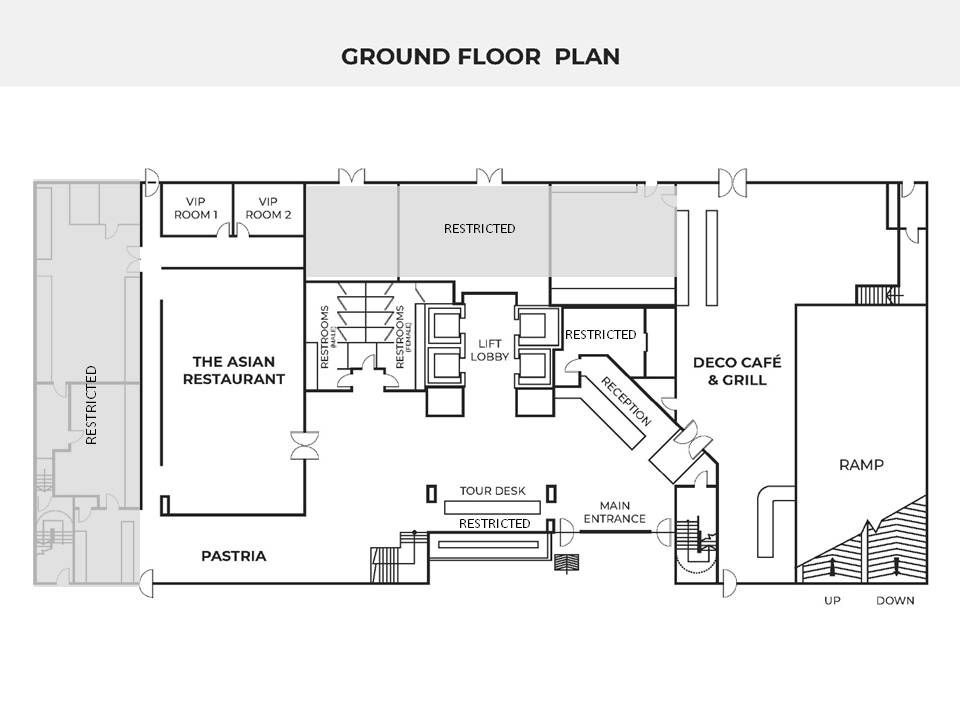 GROUND FLOOR PLAN
VIP
ROOM 1
VIP
ROOM 2
RESTRICTED
RESTROOMS
(MALE)
RESTROOMS
(FEMALE)
LIFT
LOBBY
RESTRICTED
THE ASIAN
RESTAURANT
DECO CAFÉ
& GRILL
RECEPTION
RESTRICTED
RAMP
TOUR DESK
RESTRICTED
MAIN
ENTRANCE
PASTRIA
UP
DOWN